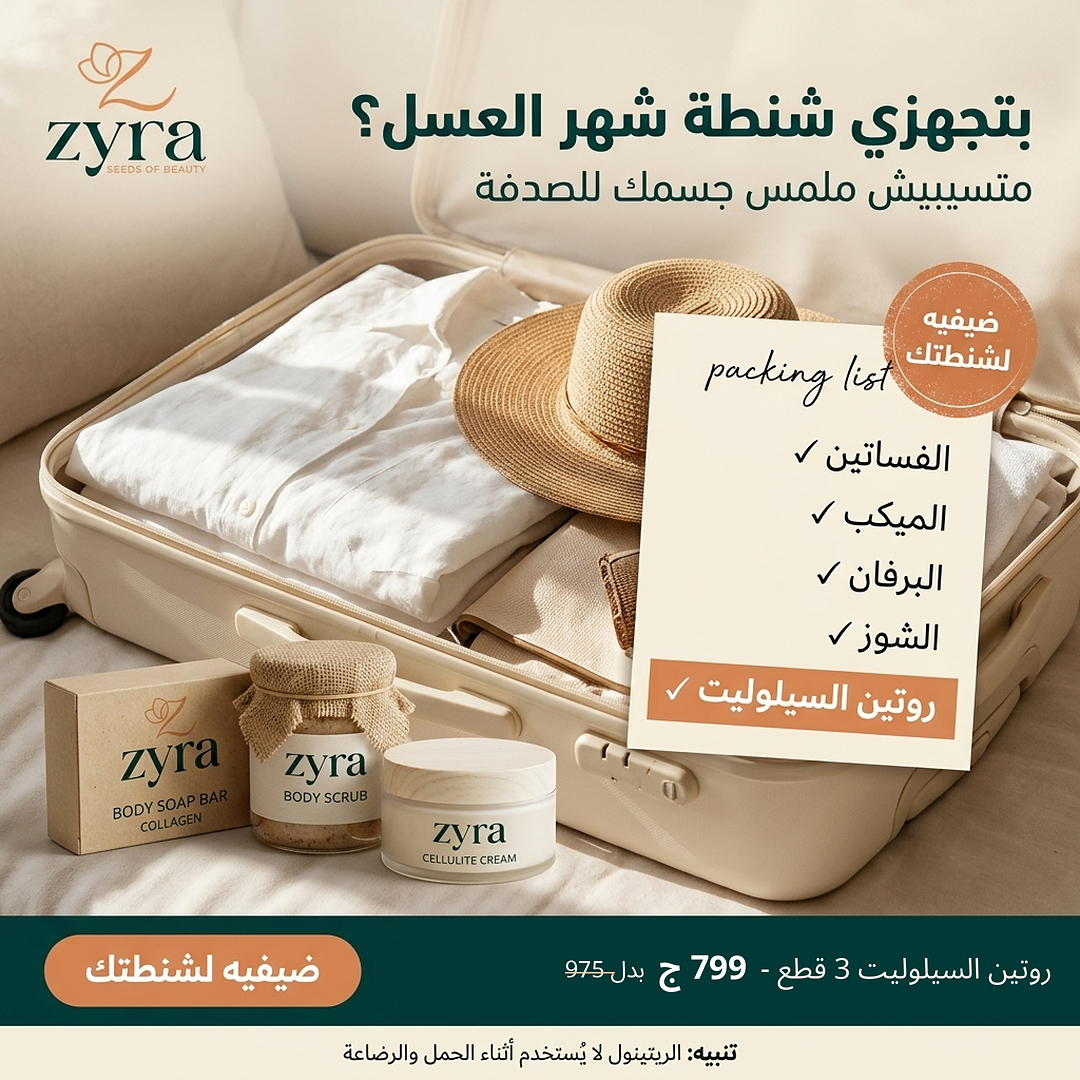 zyra
SEEDS OF BEAUTY
بتجهزي شنطة شهر العسل؟
متسيبيش ملمس جسمك للصدفة
ضيفيه
لشنطتك
packing list
الفساتين ✓
الميكب ✓
البرفان ✓
الشوز ✓
روتين السيلوليت ✓
zyra
BODY SOAP BAR
COLLAGEN
zyra
BODY SCRUB
zyra
CELLULITE CREAM
روتين السيلوليت 3 قطع - 799 ج بدل 975
ضيفيه لشنطتك
تنبيه: الريتينول لا يُستخدم أثناء الحمل والرضاعة